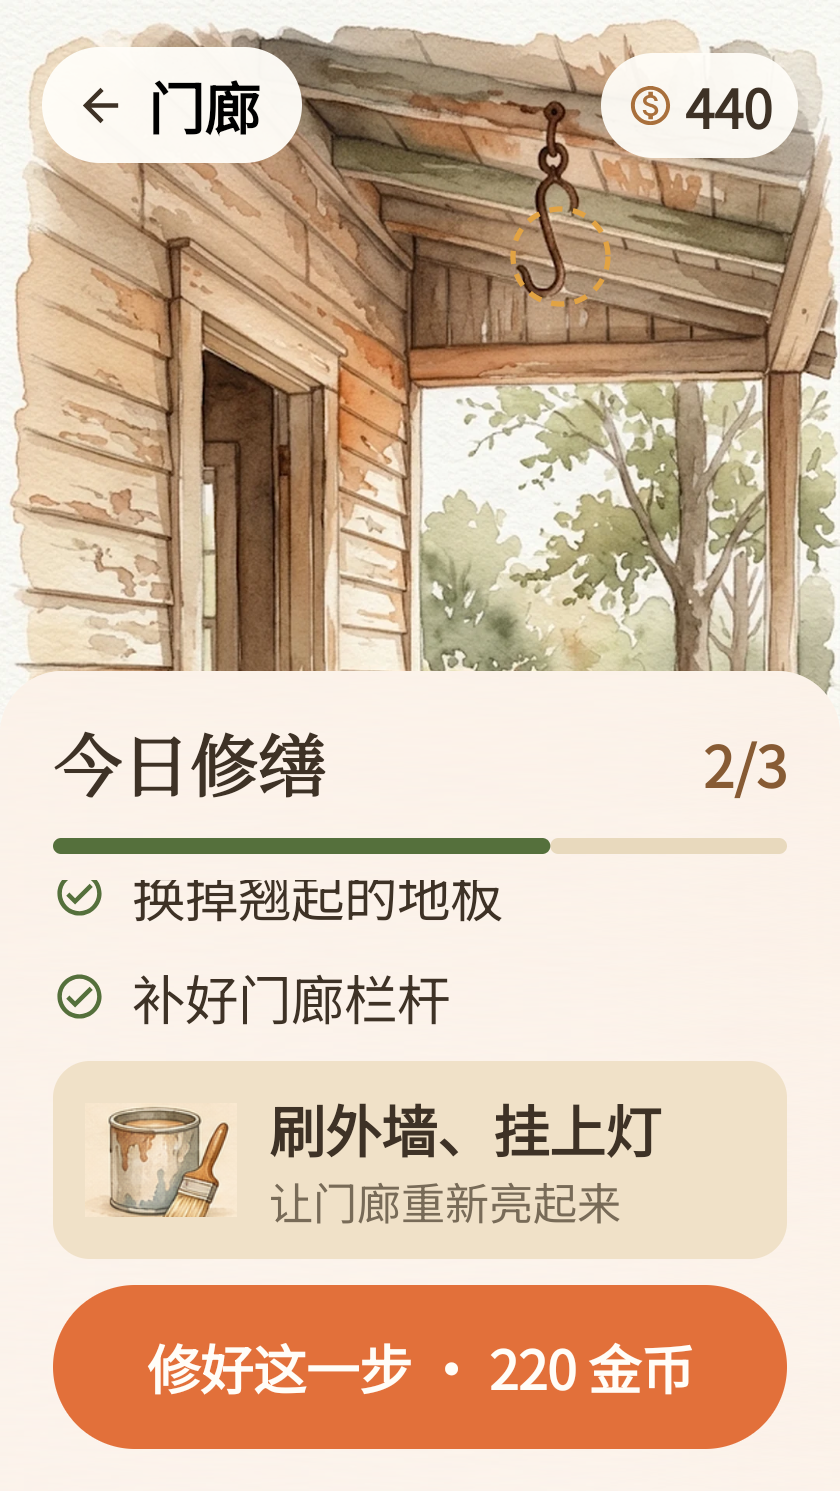 门廊
440
今日修缮
2/3
换掉翘起的地板
补好门廊栏杆
刷外墙、挂上灯
让门廊重新亮起来
修好这一步 · 220 金币